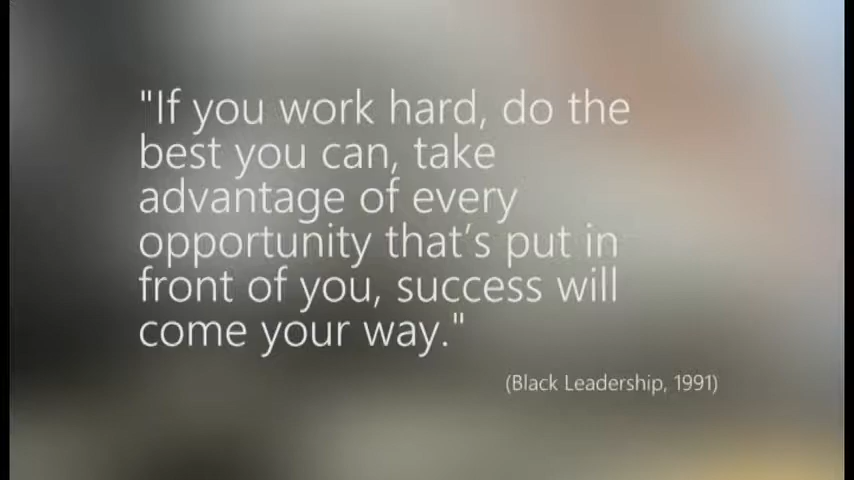 "If you work hard, do the
best you can, take
advantage of every
opportunity that's put in
front of you, success will
come your way."
(Black Leadership, 1991)